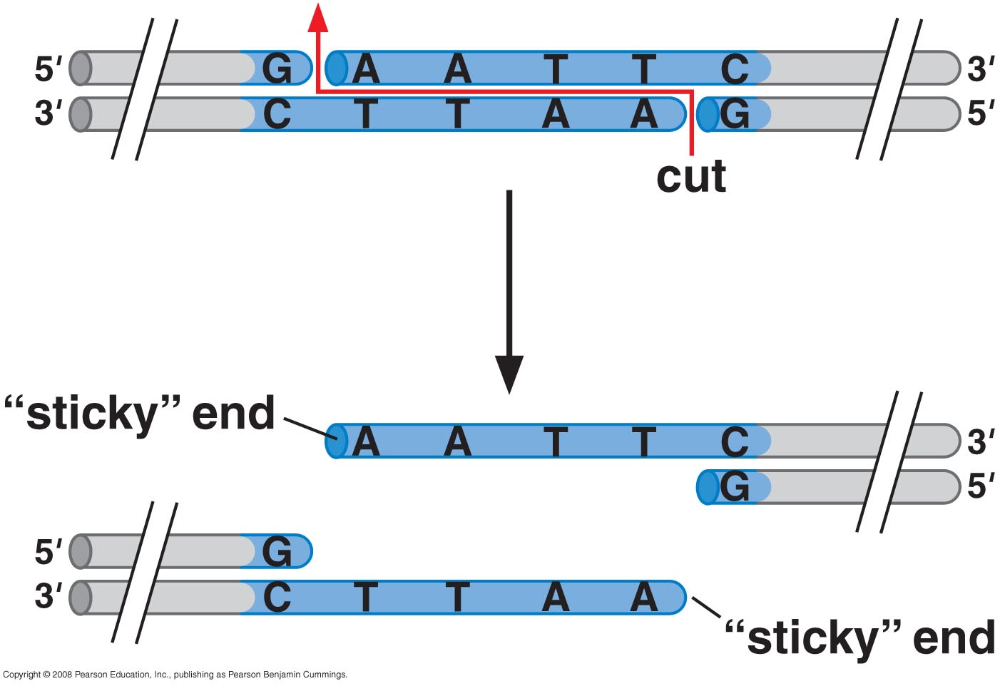 5′ G A A T T C 3′
3′ C T T A A G 5′
cut
“sticky” end
A A T T C 3′
G 5′
5′ G
3′ C T T A A
“sticky” end
Copyright © 2008 Pearson Education, Inc., publishing as Pearson Benjamin Cummings.